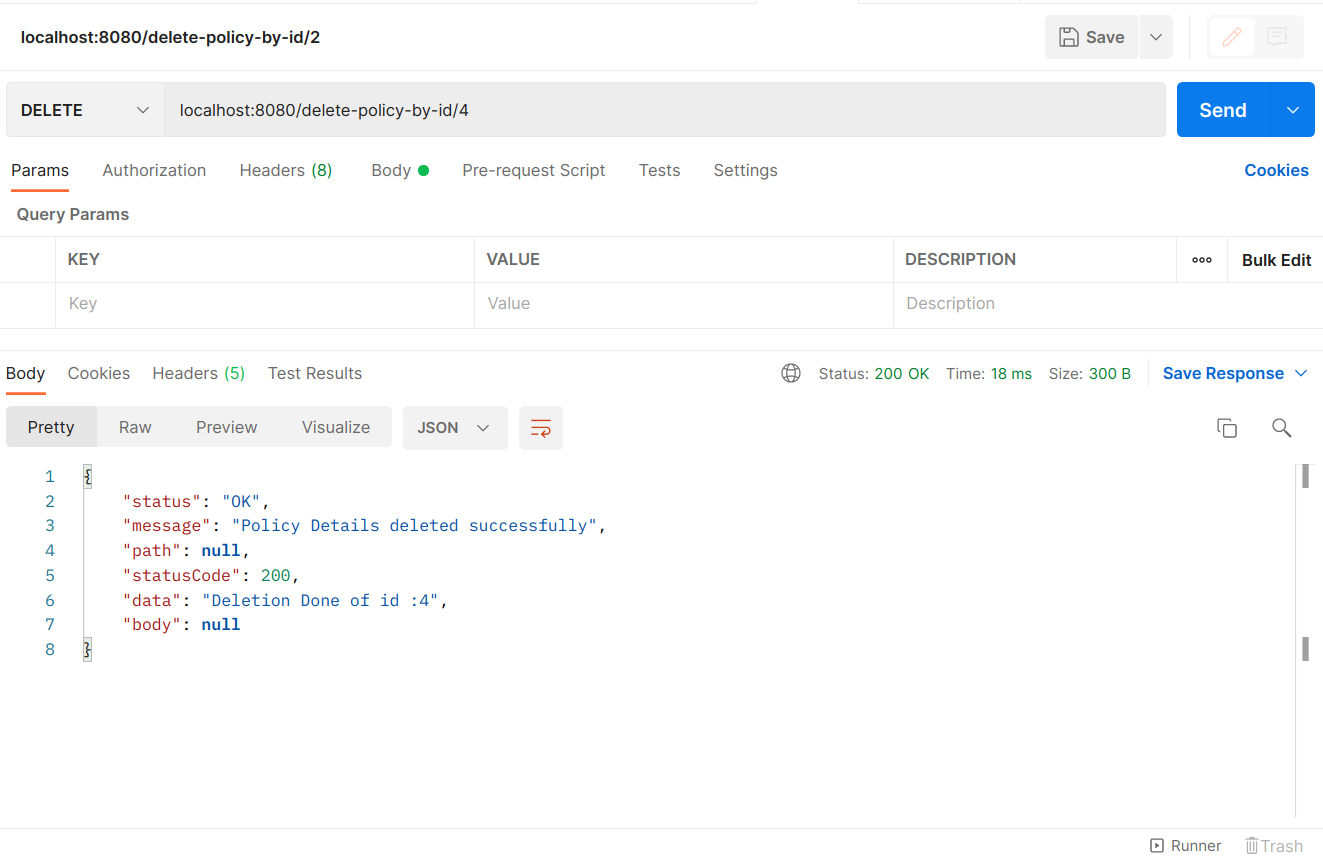 localhost:8080/delete-policy-by-id/2
Save
DELETE
localhost:8080/delete-policy-by-id/4
Send
Params Authorization Headers (8) Body Pre-request Script Tests Settings Cookies
Query Params
KEY VALUE DESCRIPTION Bulk Edit
Key Value Description
Body Cookies Headers (5) Test Results Status: 200 OK Time: 18 ms Size: 300 B Save Response
Pretty Raw Preview Visualize JSON
1 {
2 "status": "OK",
3 "message": "Policy Details deleted successfully",
4 "path": null,
5 "statusCode": 200,
6 "data": "Deletion Done of id :4",
7 "body": null
8 }
Runner Trash